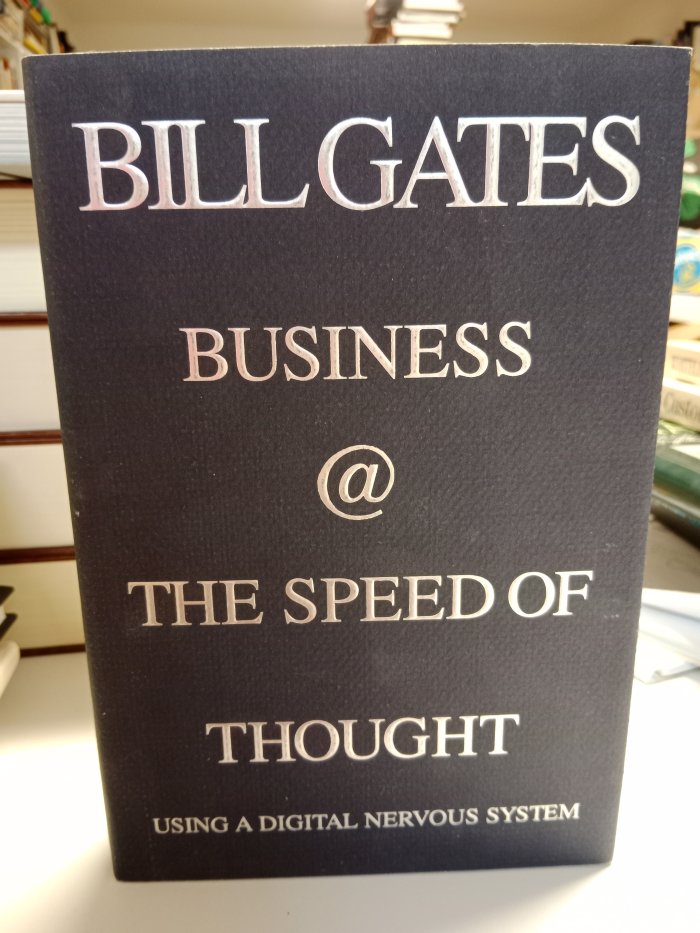 BILL GATES
BUSINESS
@
THE SPEED OF
THOUGHT
USING A DIGITAL NERVOUS SYSTEM